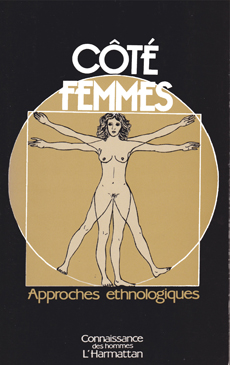 CÔTÉ
FEMMES
Approches ethnologiques
Connaissance
des hommes
L'Harmattan